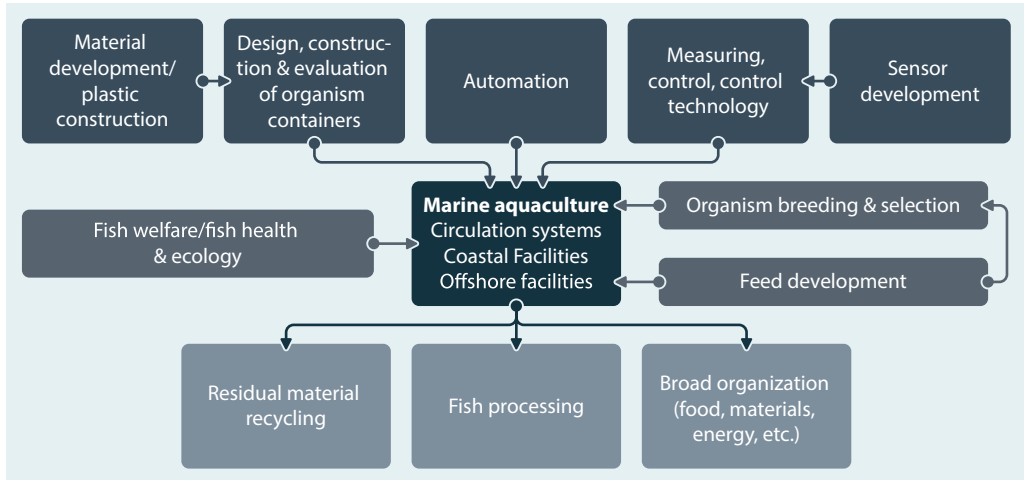 Material
development/
plastic
construction
Design, construc-
tion & evaluation
of organism
containers
Automation
Measuring,
control, control
technology
Sensor
development
Fish welfare/fish health
& ecology
Marine aquaculture
Circulation systems
Coastal Facilities
Offshore facilities
Organism breeding & selection
Feed development
Residual material
recycling
Fish processing
Broad organization
(food, materials,
energy, etc.)